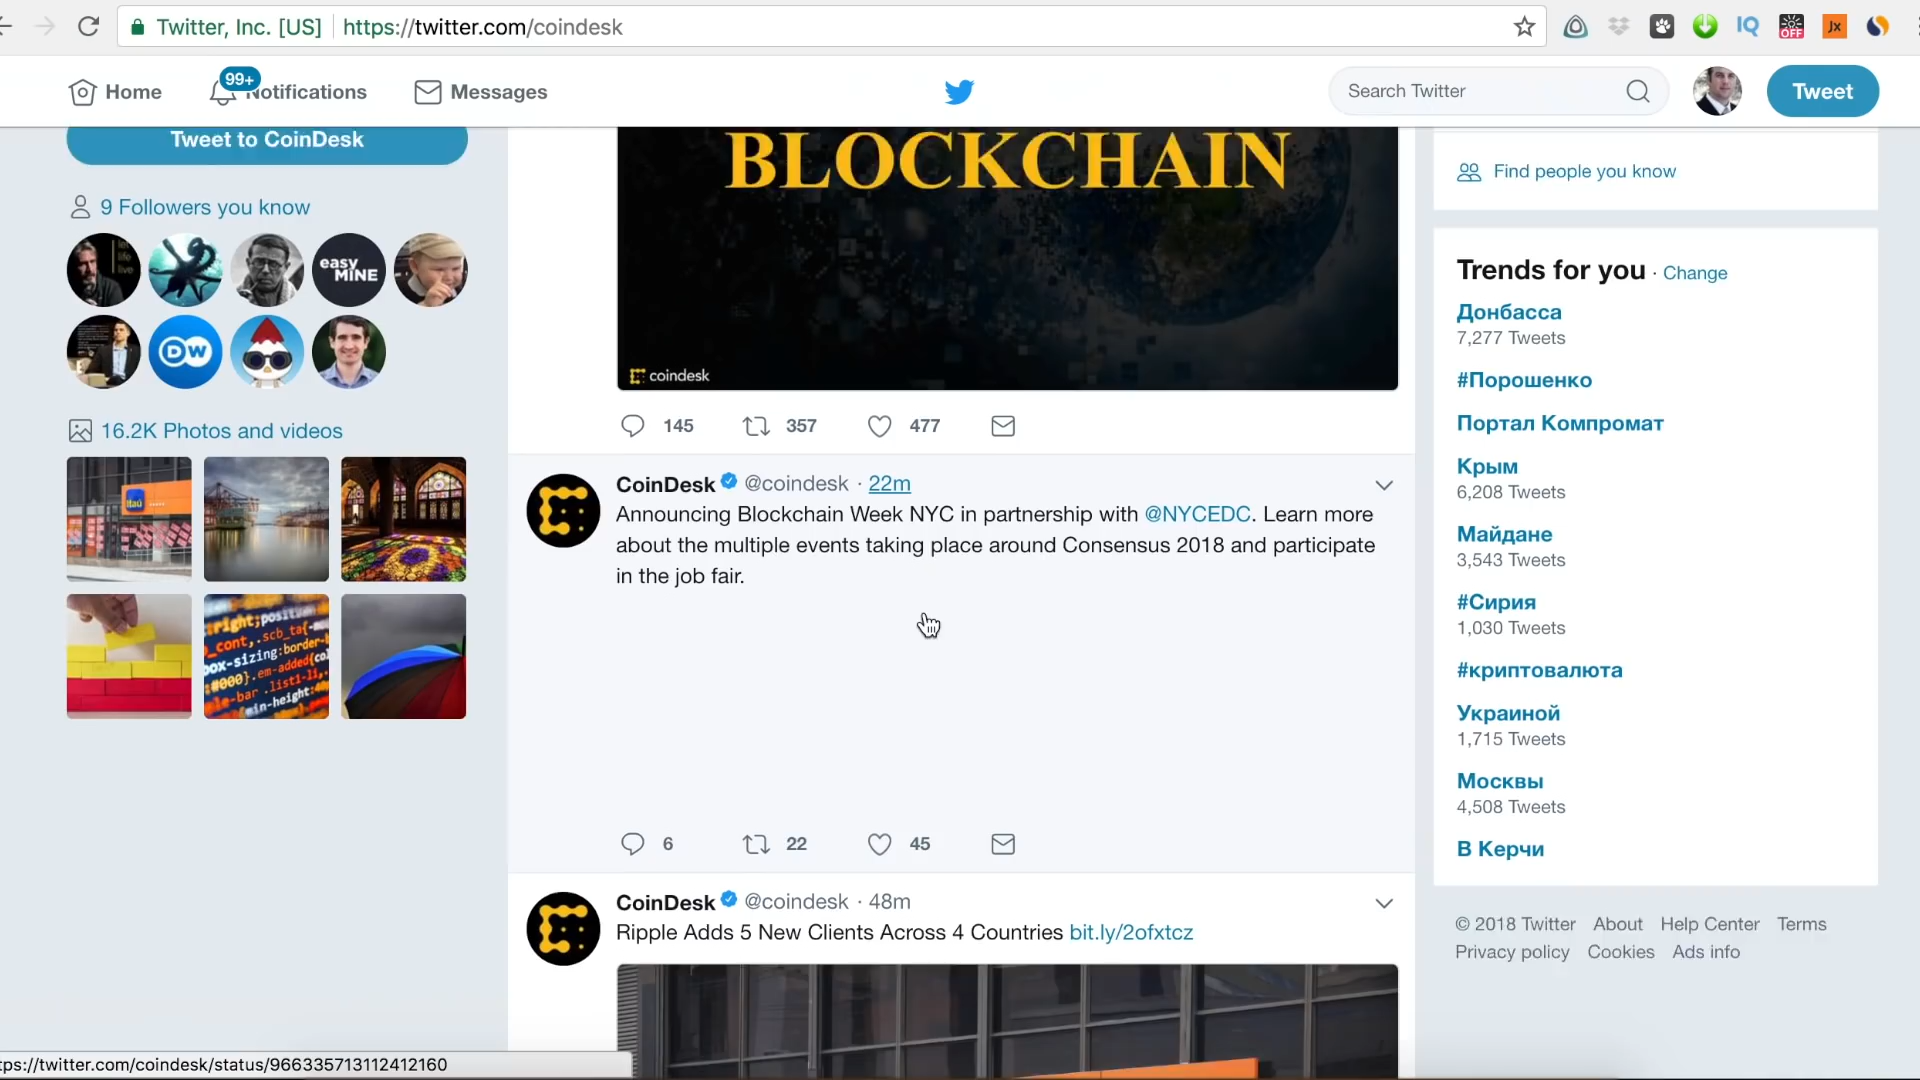 Twitter, Inc. [US] https://twitter.com/coindesk
OFF
Jx
IQ
Home
99+
Notifications
Messages
Search Twitter
Tweet
Tweet to CoinDesk
9 Followers you know
easy
MINE
DW
16.2K Photos and videos
Itaú
BLOCKCHAIN
coindesk
145 357 477
CoinDesk @coindesk · 22m
Announcing Blockchain Week NYC in partnership with @NYCEDC. Learn more
about the multiple events taking place around Consensus 2018 and participate
in the job fair.
6 22 45
CoinDesk @coindesk · 48m
Ripple Adds 5 New Clients Across 4 Countries bit.ly/2ofxtcz
Find people you know
Trends for you · Change
Донбасса
7,277 Tweets
#Порошенко
Портал Компромат
Крым
6,208 Tweets
Майдане
3,543 Tweets
#Сирия
1,030 Tweets
#криптовалюта
Украиной
1,715 Tweets
Москвы
4,508 Tweets
В Керчи
© 2018 Twitter About Help Center Terms
Privacy policy Cookies Ads info
tps://twitter.com/coindesk/status/966335713112412160